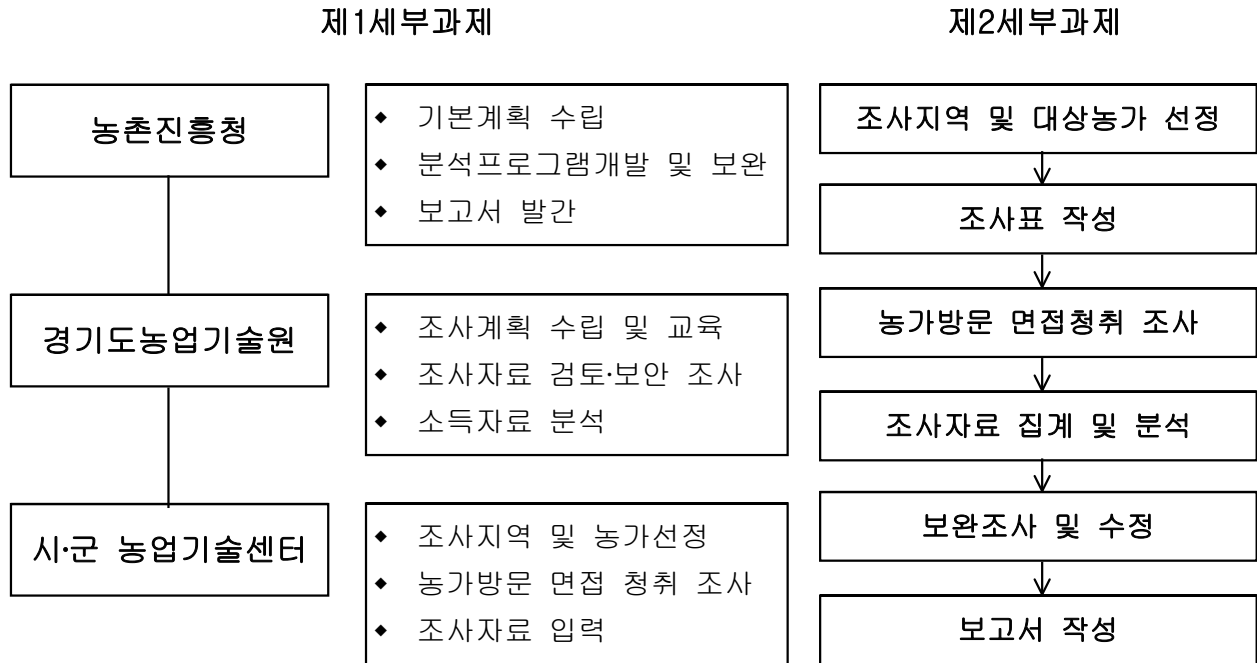 제1세부과제
제2세부과제
농촌진흥청
◆ 기본계획 수립
◆ 분석프로그램개발 및 보완
◆ 보고서 발간
경기도농업기술원
◆ 조사계획 수립 및 교육
◆ 조사자료 검토·보안 조사
◆ 소득자료 분석
시·군 농업기술센터
◆ 조사지역 및 농가선정
◆ 농가방문 면접 청취 조사
◆ 조사자료 입력
조사지역 및 대상농가 선정
조사표 작성
농가방문 면접청취 조사
조사자료 집계 및 분석
보완조사 및 수정
보고서 작성